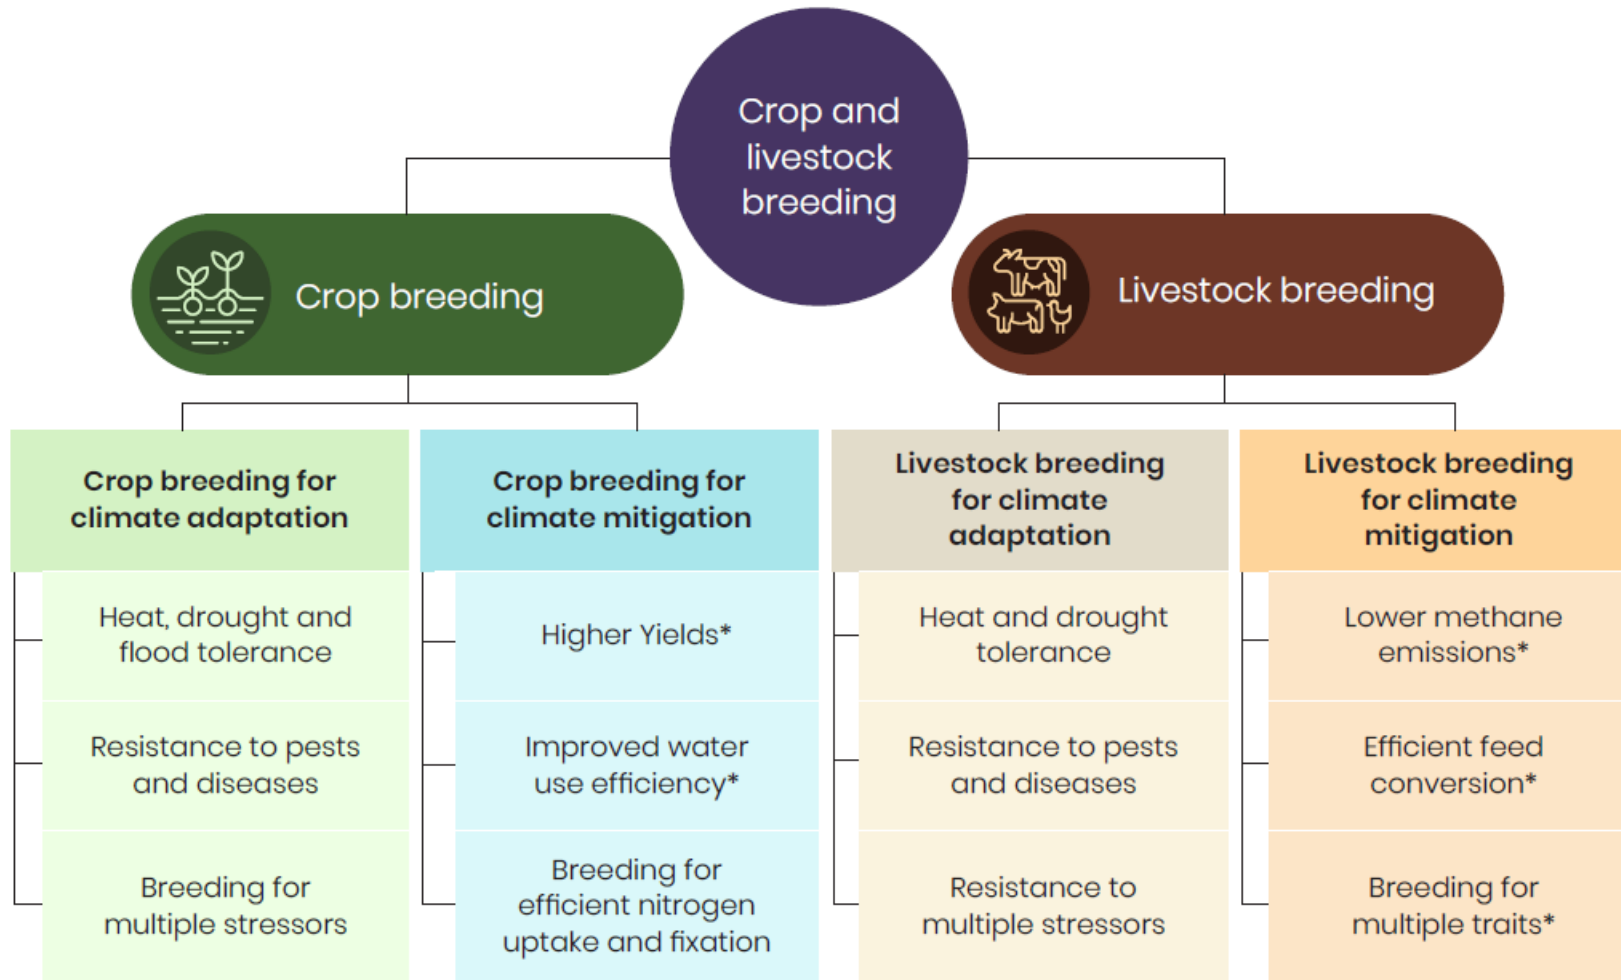 Crop and
livestock
breeding
Crop breeding
Livestock breeding
Crop breeding for
climate adaptation
Heat, drought and
flood tolerance
Resistance to pests
and diseases
Breeding for
multiple stressors
Crop breeding for
climate mitigation
Higher Yields*
Improved water
use efficiency*
Breeding for
efficient nitrogen
uptake and fixation
Livestock breeding
for climate
adaptation
Heat and drought
tolerance
Resistance to pests
and diseases
Resistance to
multiple stressors
Livestock breeding
for climate
mitigation
Lower methane
emissions*
Efficient feed
conversion*
Breeding for
multiple traits*